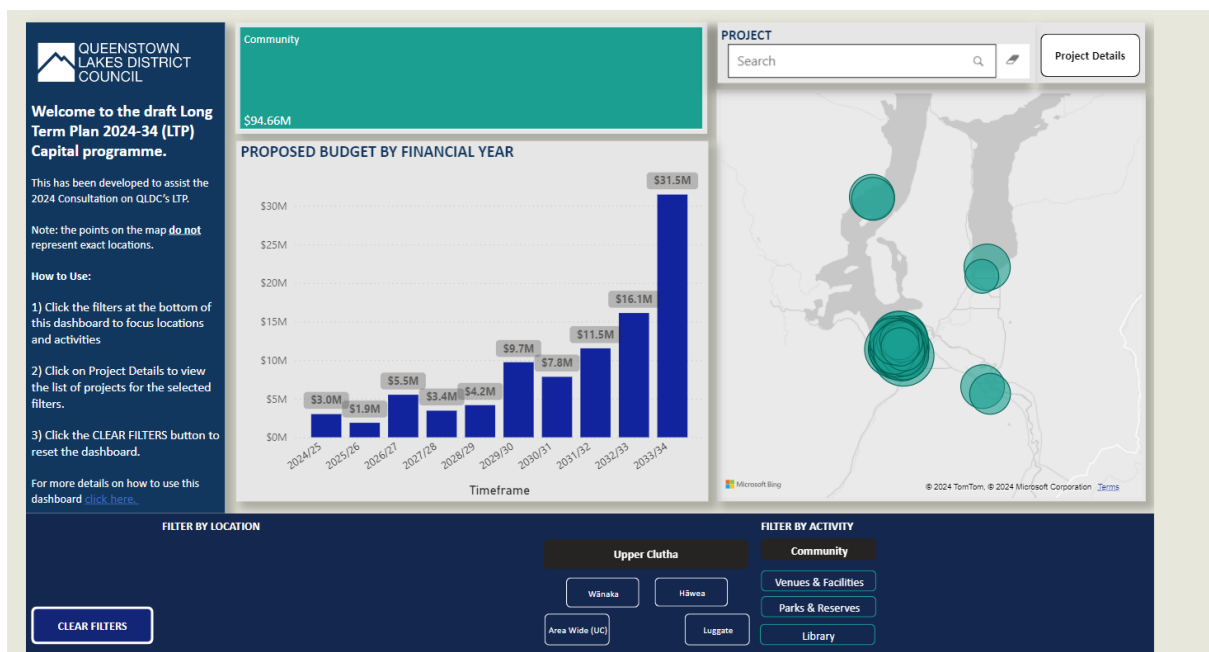 QUEENSTOWN
LAKES DISTRICT
COUNCIL
Welcome to the draft Long
Term Plan 2024-34 (LTP)
Capital programme.
This has been developed to assist the
2024 Consultation on QLDC's LTP.
Note: the points on the map do not
represent exact locations.
How to Use:
1) Click the filters at the bottom of
this dashboard to focus locations
and activities
2) Click on Project Details to view
the list of projects for the selected
filters.
3) Click the CLEAR FILTERS button to
reset the dashboard.
For more details on how to use this
dashboard click here.
Community
$94.66M
PROPOSED BUDGET BY FINANCIAL YEAR
$30M
$25M
$20M
$15M
$10M
$5M
$0M
$3.0M
$1.9M
$5.5M
$3.4M
$4.2M
$9.7M
$7.8M
$11.5M
$16.1M
$31.5M
2024/25
2025/26
2026/27
2027/28
2028/29
2029/30
2030/31
2031/32
2032/33
2033/34
Timeframe
PROJECT
Search
Project Details
Microsoft Bing
© 2024 TomTom, © 2024 Microsoft Corporation Terms
FILTER BY LOCATION
Upper Clutha
Wānaka
Hāwea
Area Wide (UC)
Luggate
CLEAR FILTERS
FILTER BY ACTIVITY
Community
Venues & Facilities
Parks & Reserves
Library